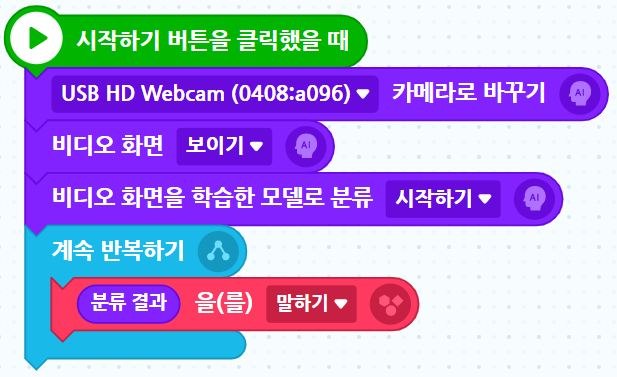 시작하기 버튼을 클릭했을 때
USB HD Webcam (0408:a096) 카메라로 바꾸기 AI
비디오 화면 보이기 AI
비디오 화면을 학습한 모델로 분류 시작하기 AI
계속 반복하기
분류 결과 을(를) 말하기